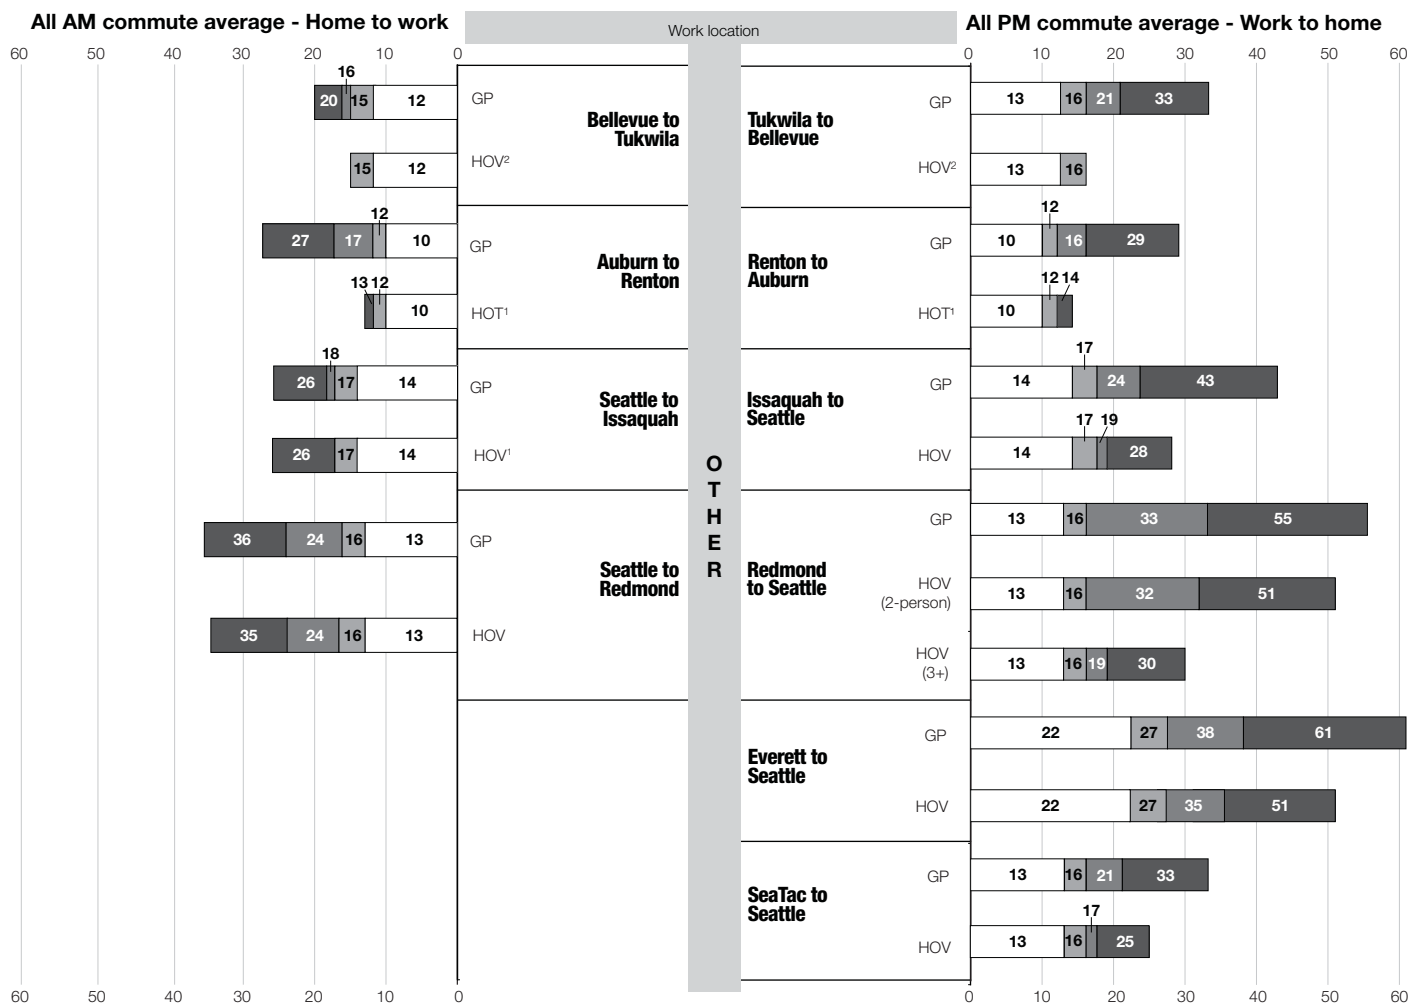 All AM commute average - Home to work
Work location
All PM commute average - Work to home
60 50 40 30 20 10 0
0 10 20 30 40 50 60
16
20 15 12 GP
Bellevue to
Tukwila
15 12 HOV²
Tukwila to
Bellevue
GP 13 16 21 33
HOV² 13 16
12
27 17 10 GP
Auburn to
Renton
13 12
10 HOT¹
Renton to
Auburn
12
GP 10 16 29
12 14
HOT¹ 10
18
26 17 14 GP
Seattle to
Issaquah
26 17 14 HOV¹
Issaquah to
Seattle
17
GP 14 24 43
17 19
HOV 14 28
O
T
H
E
R
36 24 16 13 GP
Seattle to
Redmond
35 24 16 13 HOV
Redmond
to Seattle
GP 13 16 33 55
HOV
(2-person) 13 16 32 51
HOV
(3+) 13 16 19 30
Everett to
Seattle
GP 22 27 38 61
HOV 22 27 35 51
SeaTac to
Seattle
GP 13 16 21 33
17
HOV 13 16 25
60 50 40 30 20 10 0
0 10 20 30 40 50 60